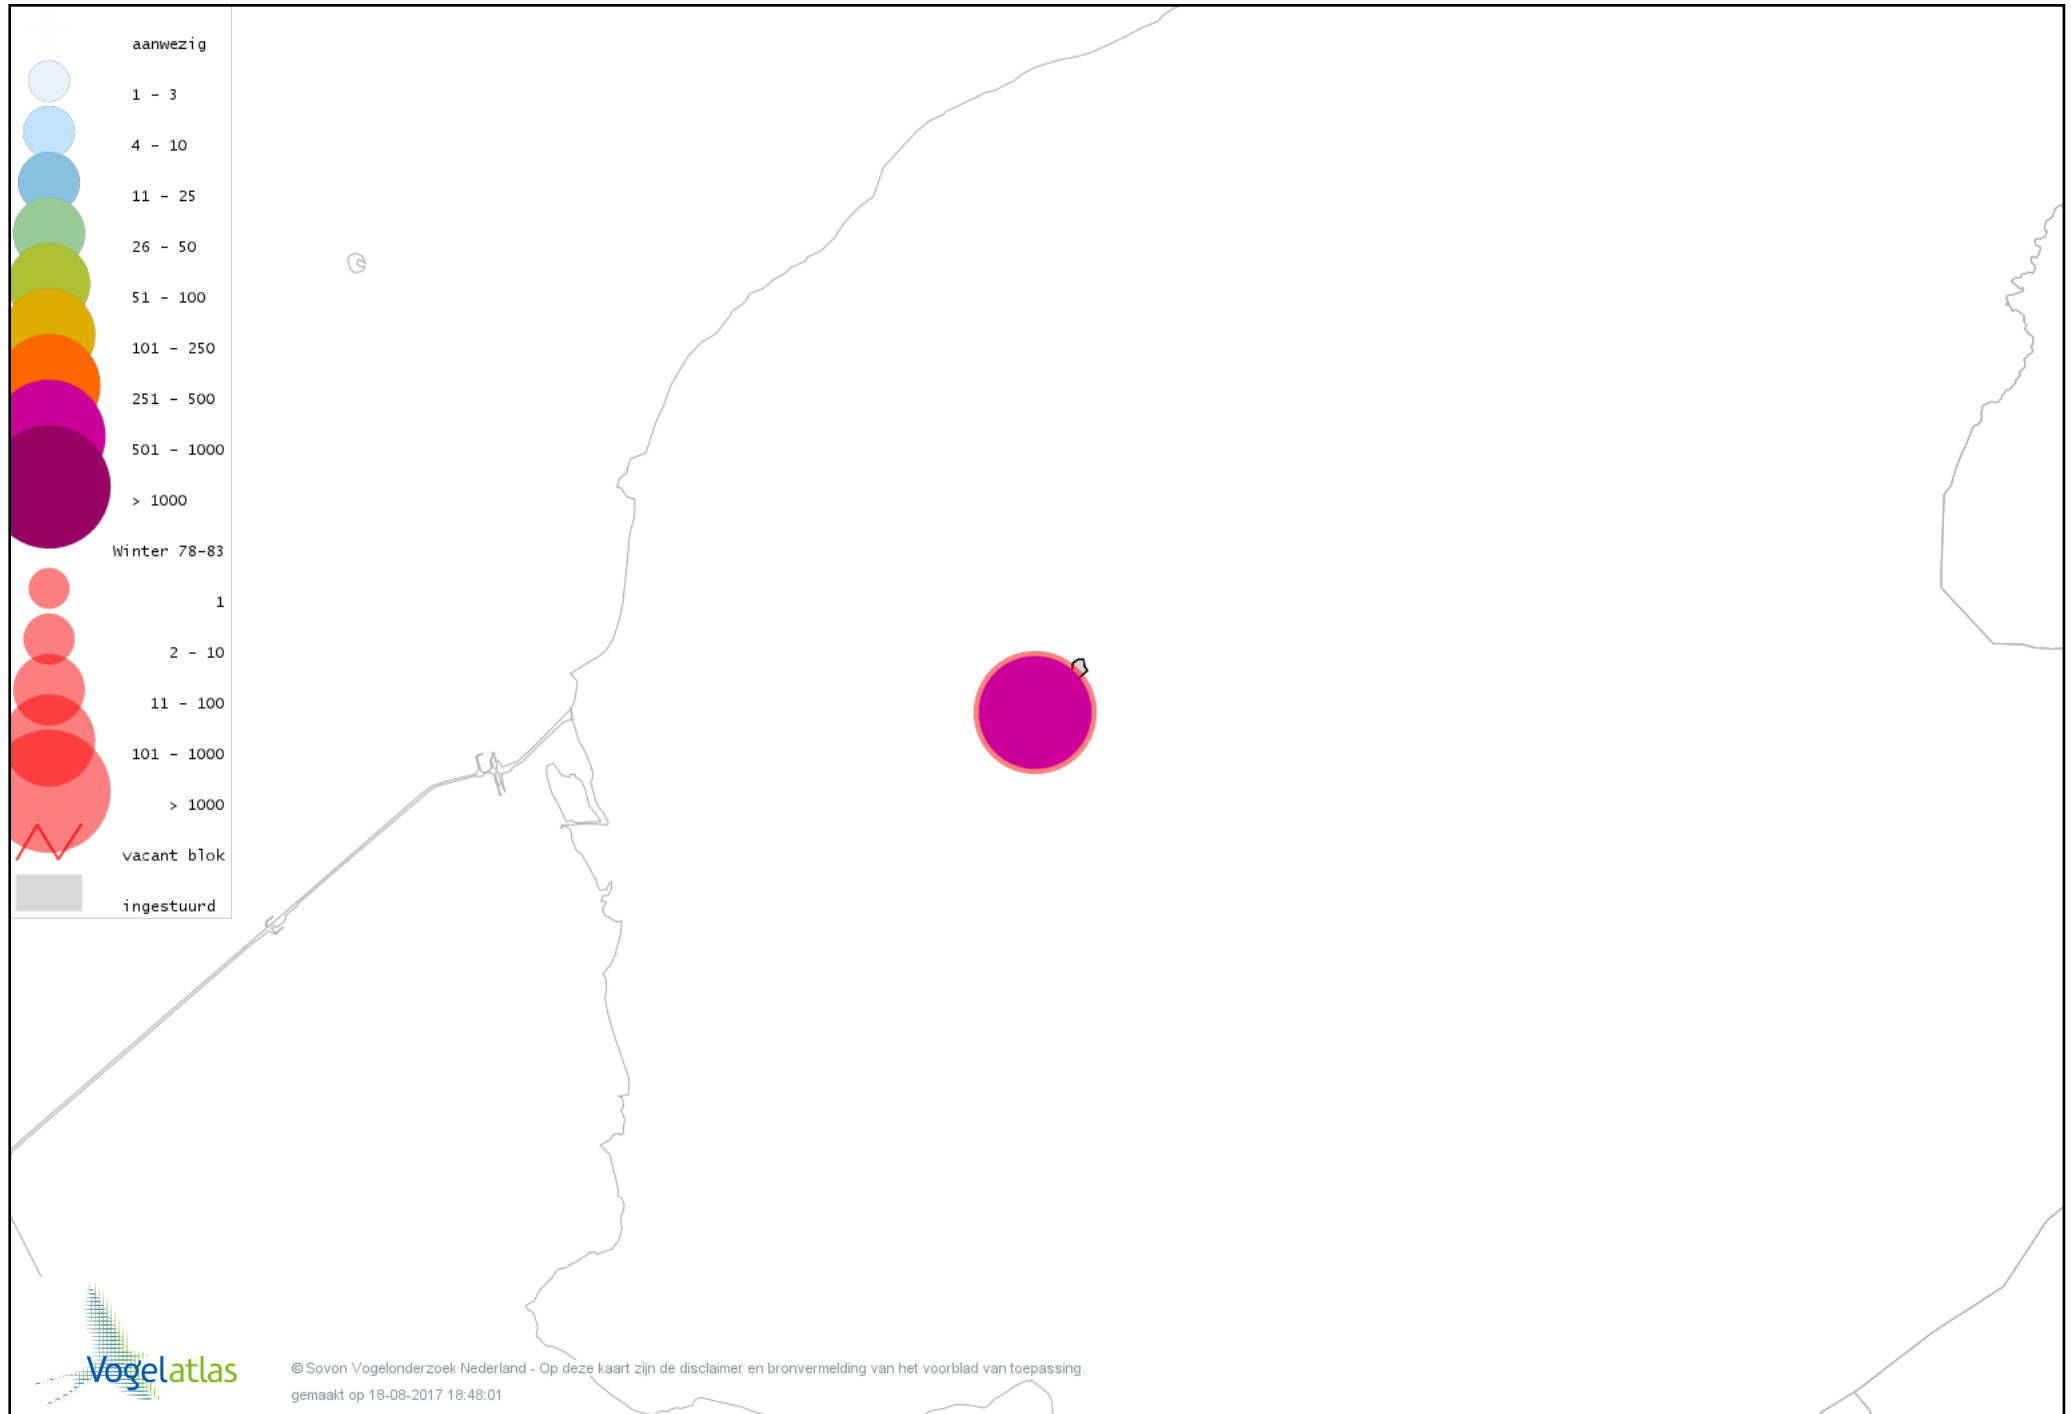 aanwezig
1 - 3
4 - 10
11 - 25
26 - 50
51 - 100
101 - 250
251 - 500
501 - 1000
> 1000
Winter 78-83
1
2 - 10
11 - 100
101 - 1000
> 1000
vacant blok
ingestuurd
Vogelatlas
© Sovon Vogelonderzoek Nederland - Op deze kaart zijn de disclaimer en bronvermelding van het voorblad van toepassing.
gemaakt op 18-08-2017 18:48:01